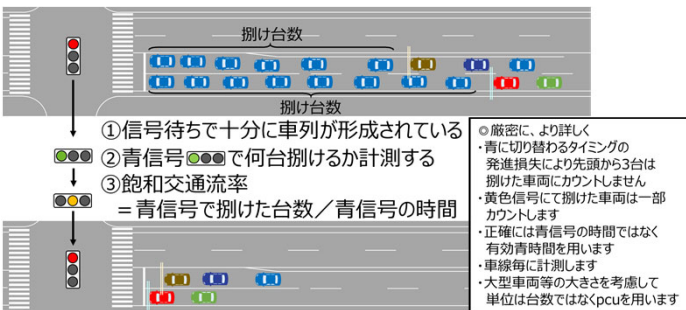 捌け台数
捌け台数
①信号待ちで十分に車列が形成されている
②青信号で何台捌けるか計測する
③飽和交通流率
＝青信号で捌けた台数／青信号の時間
◎厳密に、より詳しく
・青に切り替わるタイミングの
発進損失により先頭から3台は
捌けた車両にカウントしません
・黄色信号にて捌けた車両は一部
カウントします
・正確には青信号の時間ではなく
有効青時間を用います
・車線毎に計測します
・大型車両等の大きさを考慮して
単位は台数ではなくpcuを用います